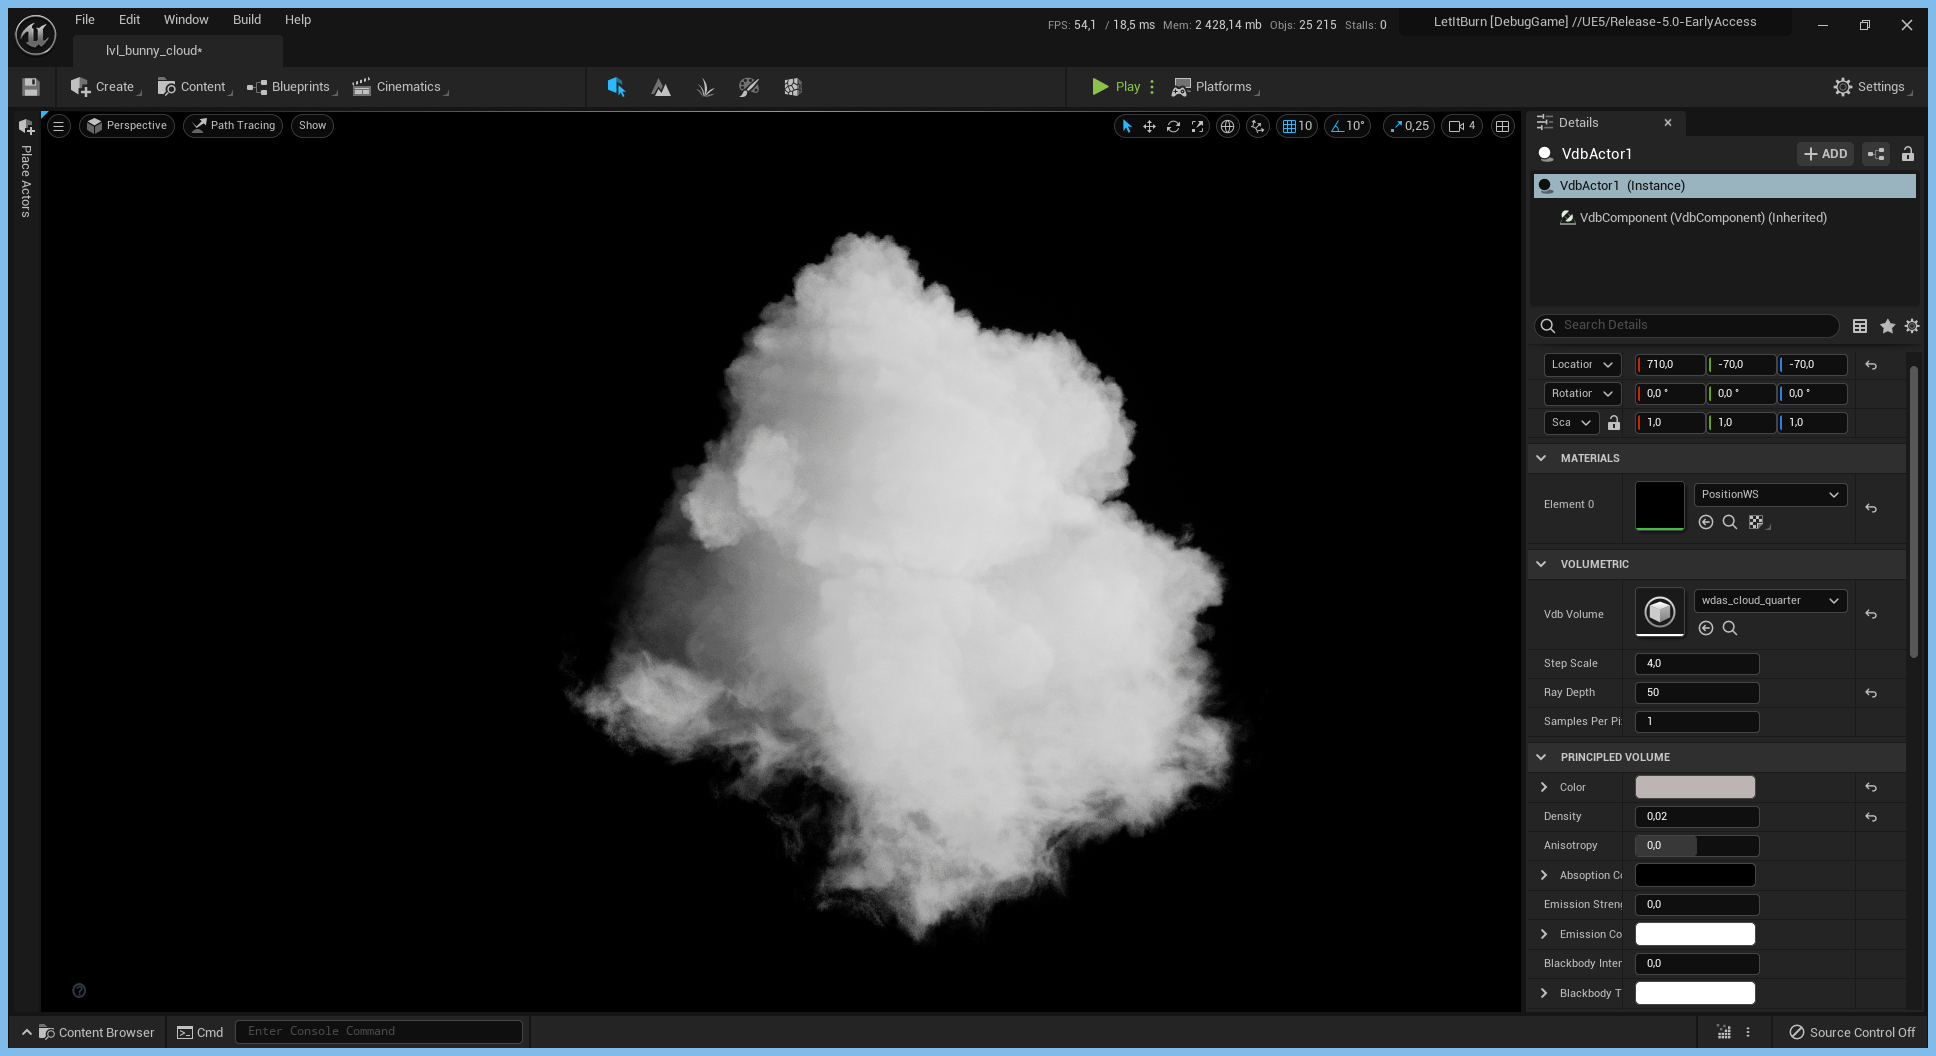 File Edit Window Build Help
FPS: 54,1 / 18,5 ms Mem: 2 428,14 mb Objs: 25 215 Stalls: 0
LetItBurn [DebugGame] //UE5/Release-5.0-EarlyAccess
lvl_bunny_cloud*
Create Content Blueprints Cinematics Play Platforms Settings
Place Actors
Perspective Path Tracing Show 10 10° 0,25 4
Details
VdbActor1 ADD
VdbActor1 (Instance)
VdbComponent (VdbComponent) (Inherited)
Search Details
Location 710,0 -70,0 -70,0
Rotation 0,0 ° 0,0 ° 0,0 °
Sca 1,0 1,0 1,0
MATERIALS
Element 0 PositionWS
VOLUMETRIC
Vdb Volume wdas_cloud_quarter
Step Scale 4,0
Ray Depth 50
Samples Per Pi 1
PRINCIPLED VOLUME
Color
Density 0,02
Anisotropy 0,0
Absoption Co
Emission Streng 0,0
Emission Co
Blackbody Inter 0,0
Blackbody T
Content Browser Cmd Enter Console Command Source Control Off